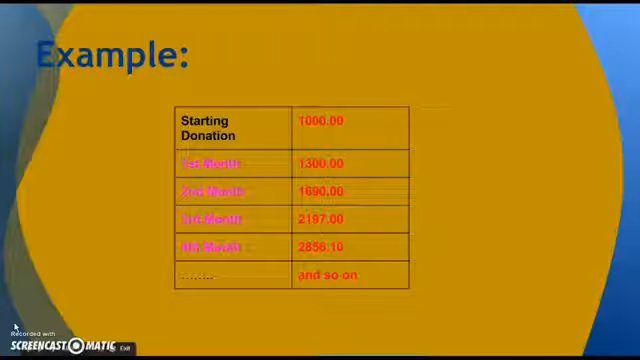 Example:
Starting Donation 1000.00
1st Month 1300.00
2nd Month 1690.00
3rd Month 2197.00
4th Month 2856.10
........ and so on
Recorded with
SCREENCAST-O-MATIC
Exit